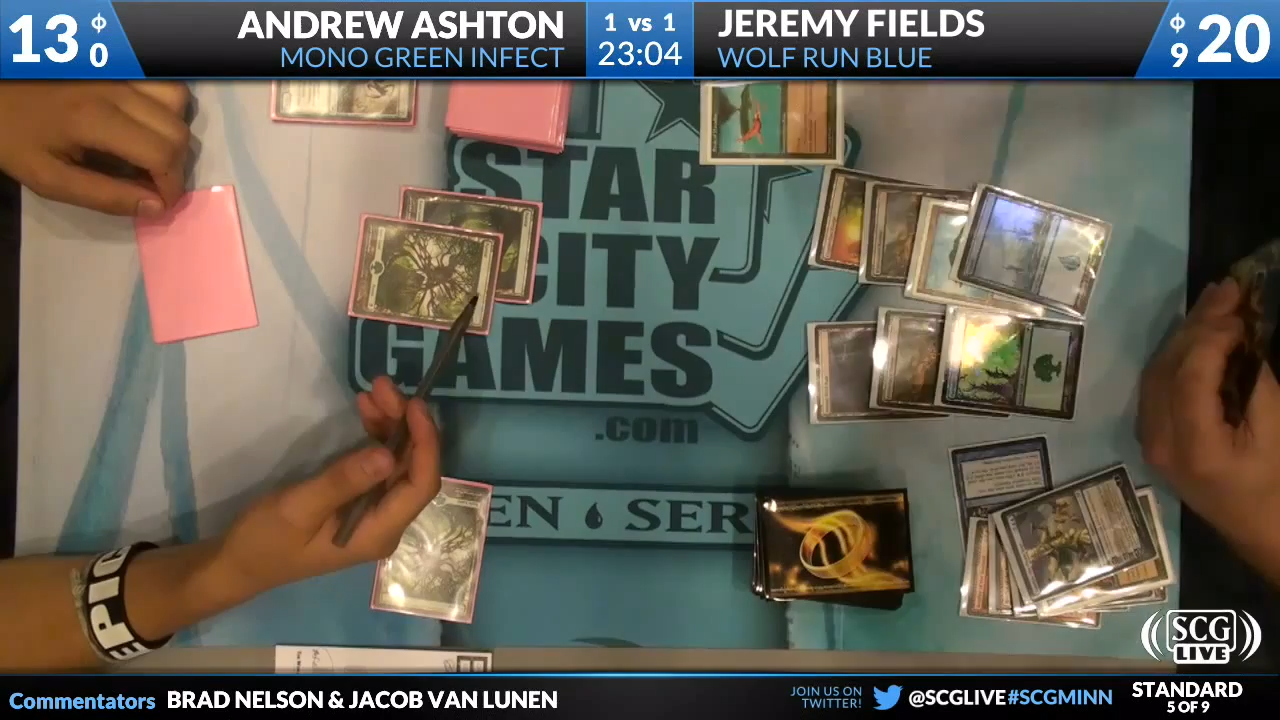 13 φ 0
ANDREW ASHTON
MONO GREEN INFECT
1 vs 1
23:04
JEREMY FIELDS
WOLF RUN BLUE
φ 9 20
STAR
CITY
GAMES
.com
EN SER
EPIC
SCG
LIVE
Commentators BRAD NELSON & JACOB VAN LUNEN
JOIN US ON
TWITTER!
@SCGLIVE #SCGMINN
STANDARD
5 OF 9